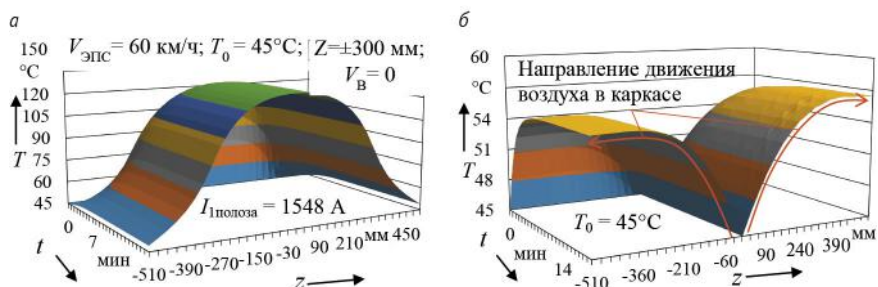 а
V_ЭПС = 60 км/ч; T_0 = 45°C; Z=±300 мм;
V_В = 0
150
°C
120
105
90
75
60
45
T
I_1полоза = 1548 А
0
7
мин
t
-510 -390 -270 -150 -30 90 210 мм 450
z
б
60
°C
54
51
48
45
T
Направление движения
воздуха в каркасе
T_0 = 45°C
0
мин
14
t
-510 -360 -210 -60 90 240 390 мм
z